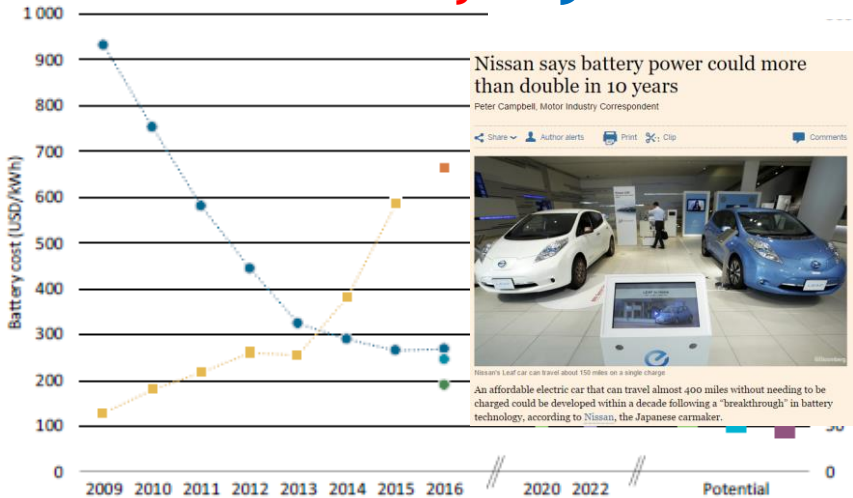 1 000
900
800
700
600
500
400
300
200
100
0
Battery cost (USD/kWh)
2009 2010 2011 2012 2013 2014 2015 2016 2020 2022 Potential
0
Nissan says battery power could more
than double in 10 years
Peter Campbell, Motor Industry Correspondent
Share Author alerts Print Clip Comments
©Bloomberg
Nissan's Leaf car can travel about 150 miles on a single charge
An affordable electric car that can travel almost 400 miles without needing to be
charged could be developed within a decade following a "breakthrough" in battery
technology, according to Nissan, the Japanese carmaker.